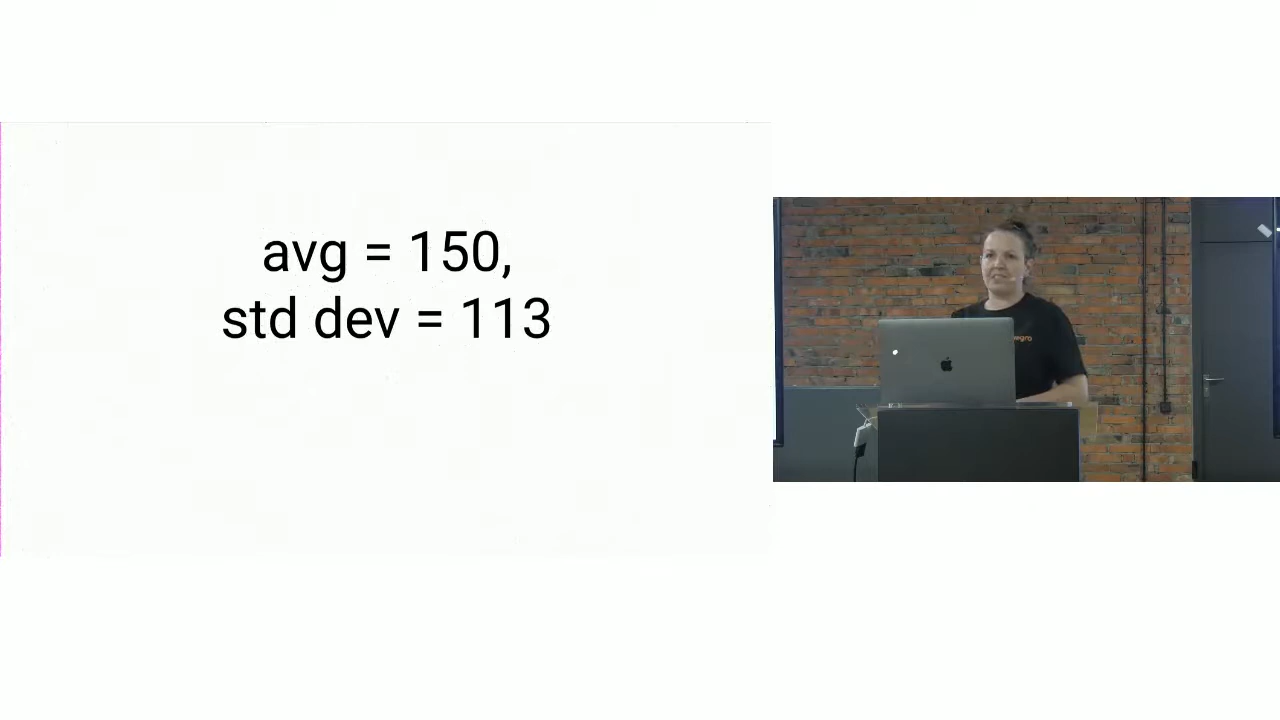 avg = 150,
std dev = 113